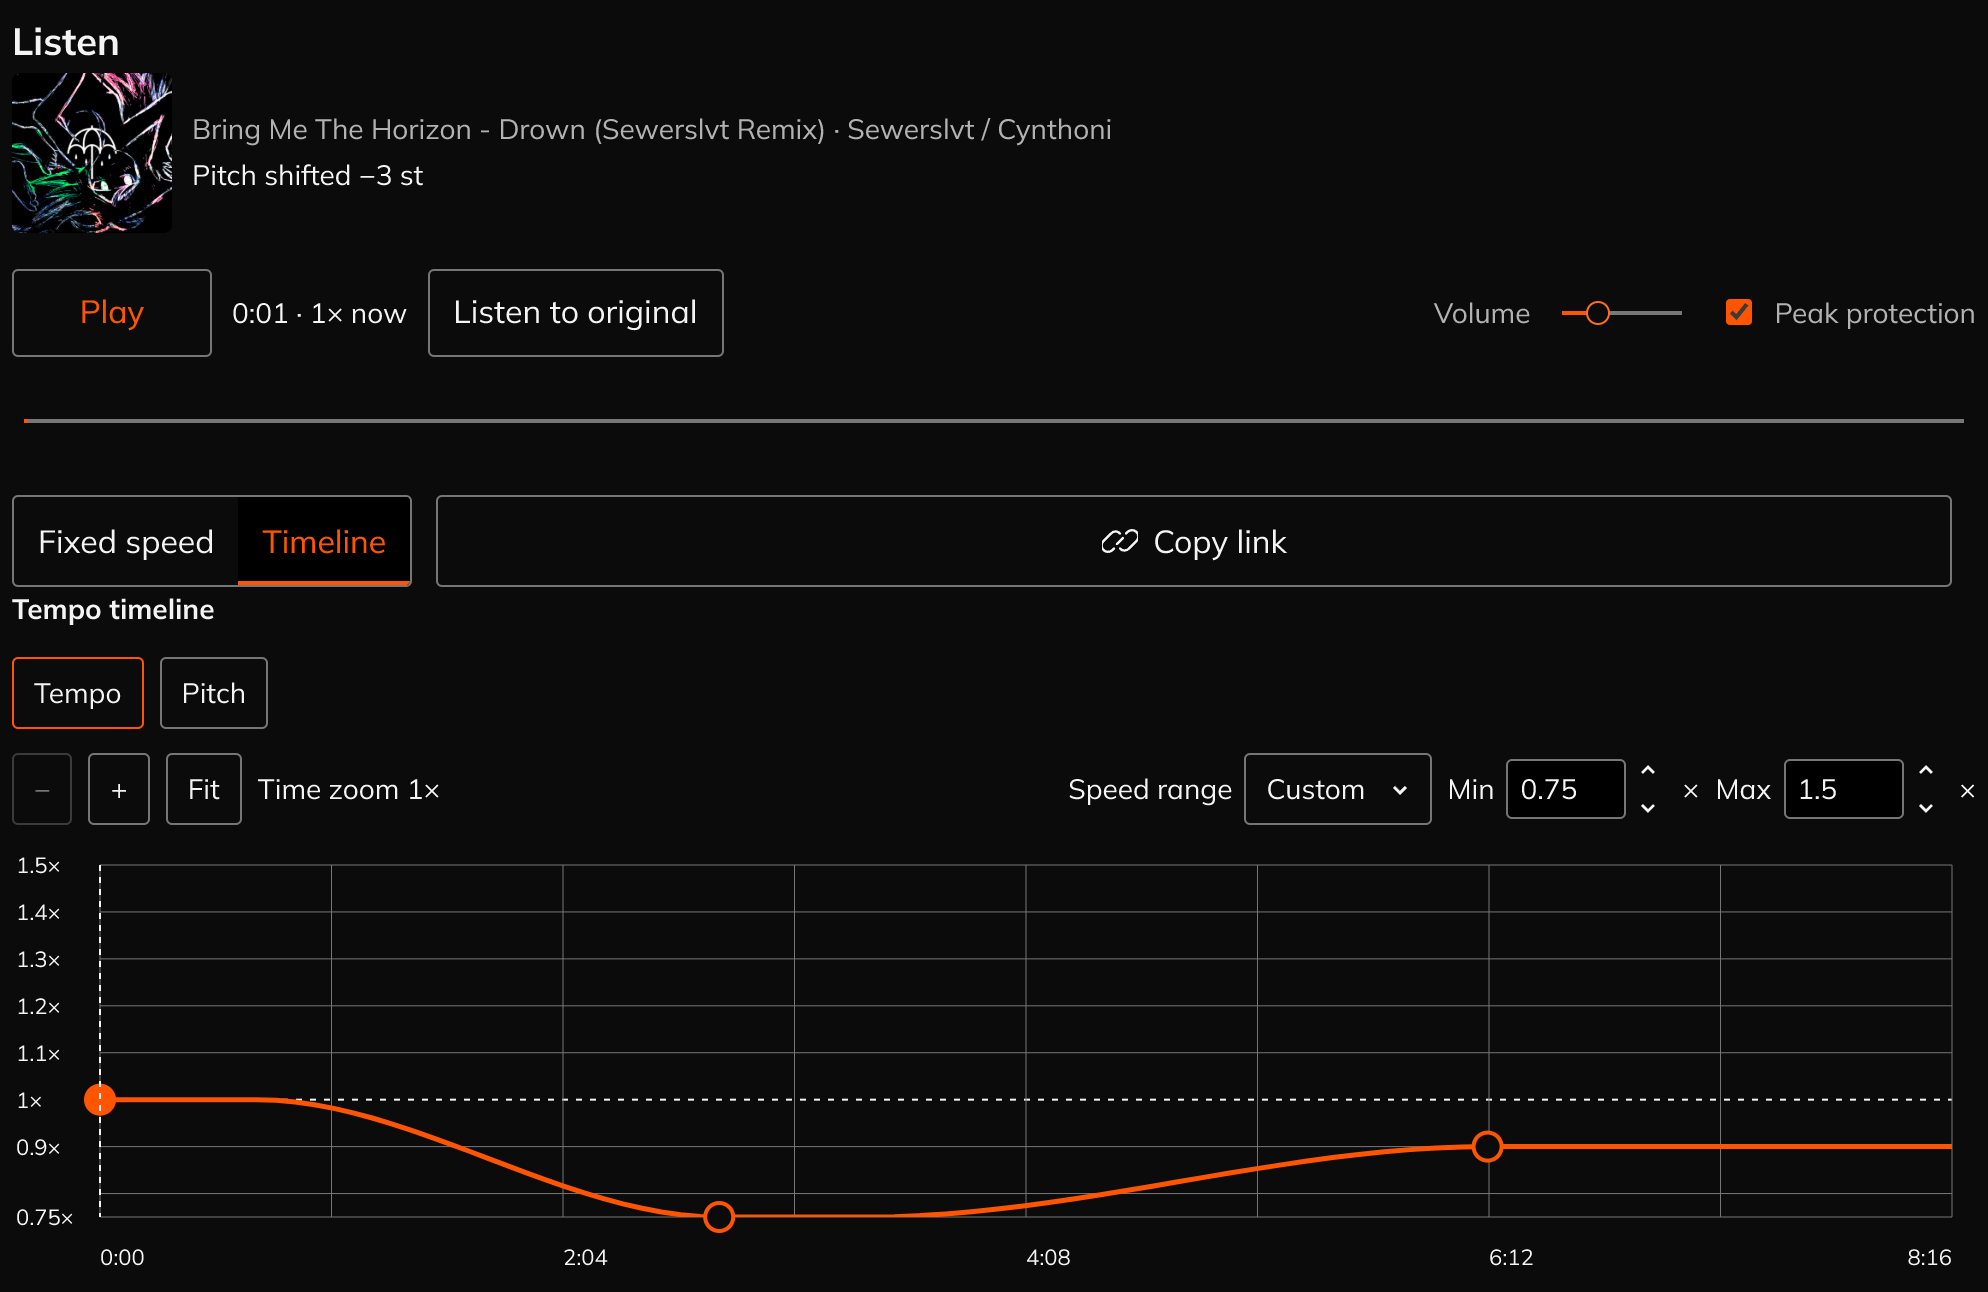 Listen
Bring Me The Horizon - Drown (Sewerslvt Remix) · Sewerslvt / Cynthoni
Pitch shifted −3 st
Play
0:01 · 1× now
Listen to original
Volume
Peak protection
Fixed speed
Timeline
Copy link
Tempo timeline
Tempo
Pitch
−
+
Fit
Time zoom 1×
Speed range
Custom
Min
0.75
×
Max
1.5
×
1.5×
1.4×
1.3×
1.2×
1.1×
1×
0.9×
0.75×
0:00
2:04
4:08
6:12
8:16